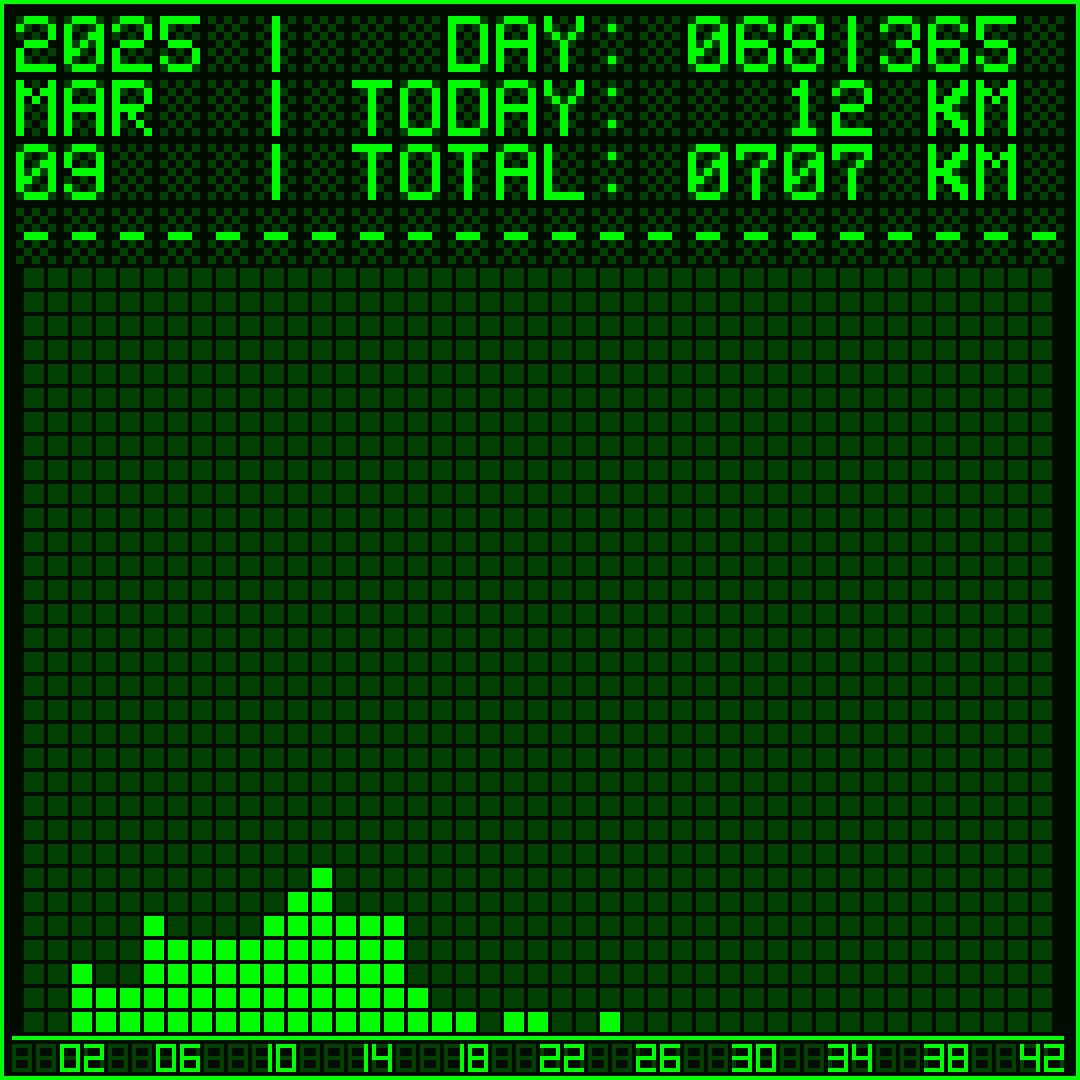 2025 | DAY: 068|365
MAR | TODAY: 12 KM
09 | TOTAL: 0707 KM
- - - - - - - - - - - - - - - - - - - - - -
02 06 10 14 18 22 26 30 34 38 42